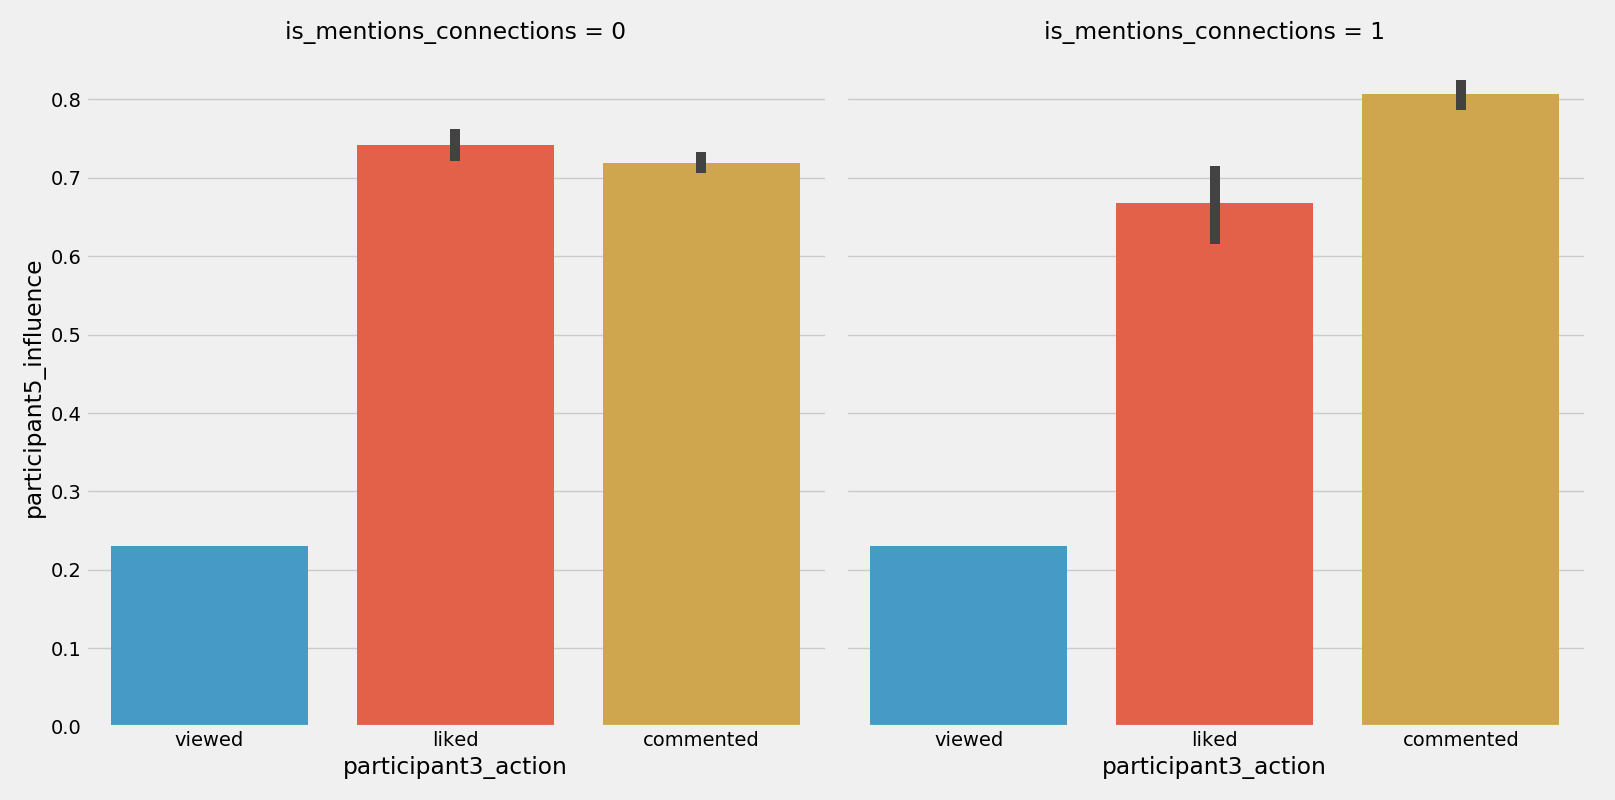 is_mentions_connections = 0
is_mentions_connections = 1
participant5_influence
0.8
0.7
0.6
0.5
0.4
0.3
0.2
0.1
0.0
viewed liked commented
viewed liked commented
participant3_action
participant3_action